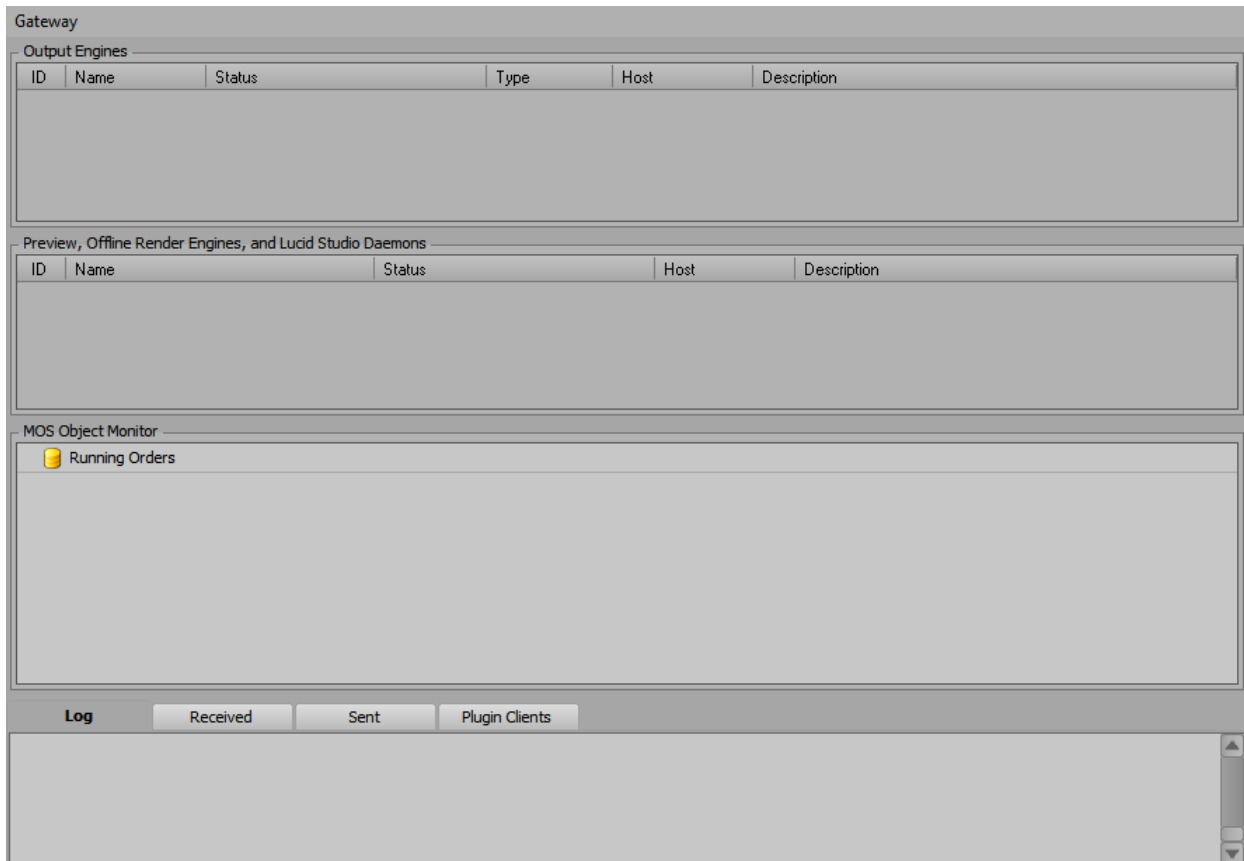 Gateway
Output Engines
ID Name Status Type Host Description
Preview, Offline Render Engines, and Lucid Studio Daemons
ID Name Status Host Description
MOS Object Monitor
Running Orders
Log Received Sent Plugin Clients